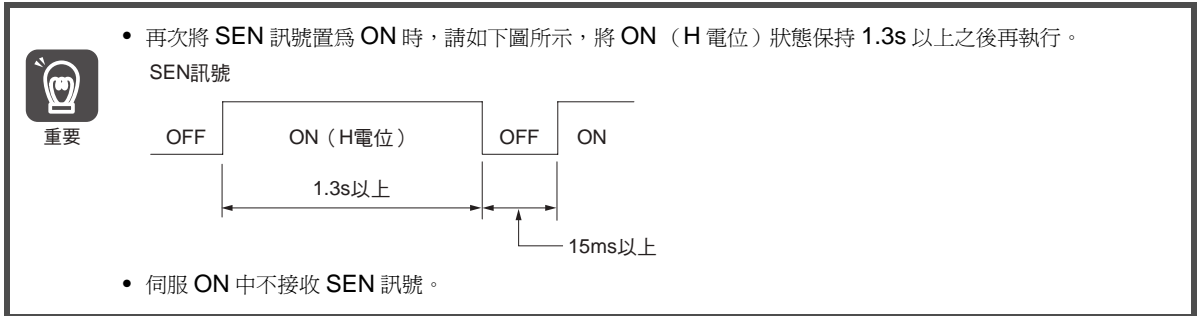 • 再次將 SEN 訊號置爲 ON 時，請如下圖所示，將 ON （H 電位）狀態保持 1.3s 以上之後再執行。
SEN訊號
重要
OFF
ON（H電位）
OFF
ON
1.3s以上
15ms以上
• 伺服 ON 中不接收 SEN 訊號。